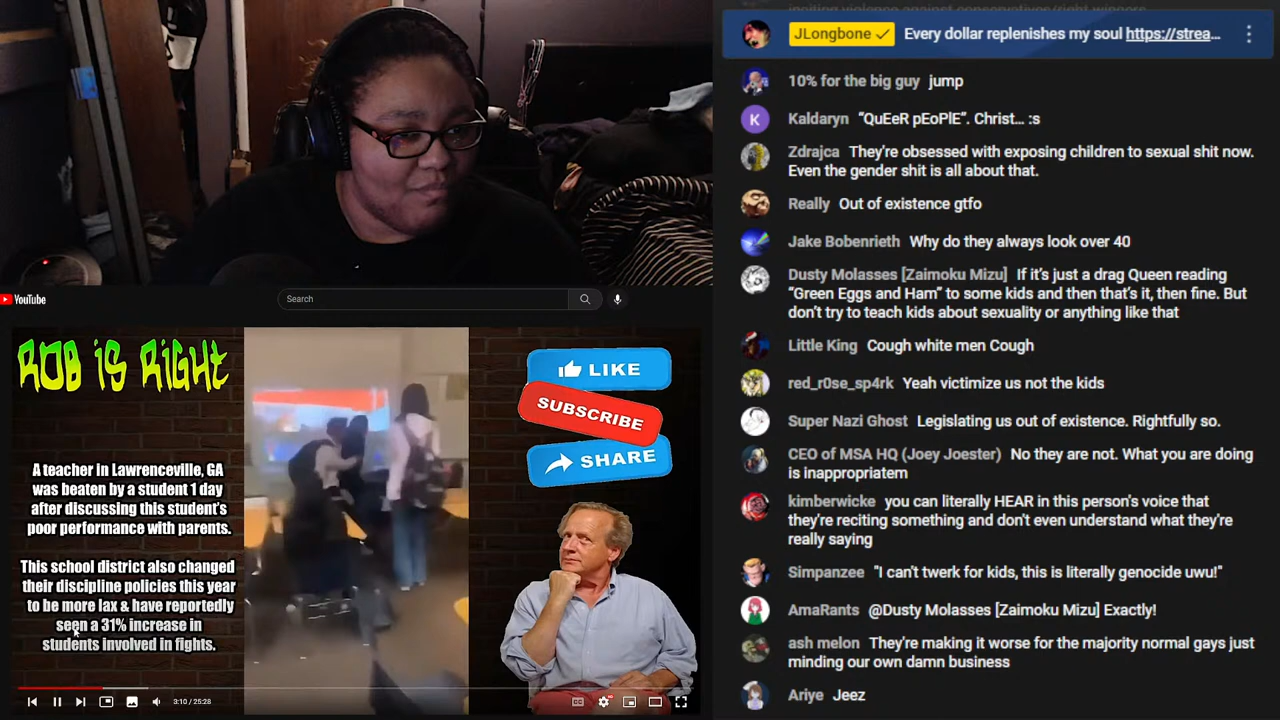 JLongbone ✓ Every dollar replenishes my soul https://strea...
10% for the big guy jump
Kaldaryn “QuEeR pEoPlE”. Christ... :s
Zdrajca They're obsessed with exposing children to sexual shit now.
Even the gender shit is all about that.
Really Out of existence gtfo
Jake Bobenrieth Why do they always look over 40
Dusty Molasses [Zaimoku Mizu] If it's just a drag Queen reading
“Green Eggs and Ham” to some kids and then that's it, then fine. But
don't try to teach kids about sexuality or anything like that
Little King Cough white men Cough
red_r0se_sp4rk Yeah victimize us not the kids
Super Nazi Ghost Legislating us out of existence. Rightfully so.
CEO of MSA HQ (Joey Joester) No they are not. What you are doing
is inappropriatem
kimberwicke you can literally HEAR in this person's voice that
they're reciting something and don't even understand what they're
really saying
Simpanzee "I can't twerk for kids, this is literally genocide uwu!"
AmaRants @Dusty Molasses [Zaimoku Mizu] Exactly!
ash melon They're making it worse for the majority normal gays just
minding our own damn business
Ariye Jeez
K
YouTube
Search
ROB iS RiGHT
A teacher in Lawrenceville, GA
was beaten by a student 1 day
after discussing this student's
poor performance with parents.
This school district also changed
their discipline policies this year
to be more lax & have reportedly
seen a 31% increase in
students involved in fights.
LIKE
SUBSCRIBE
SHARE
3:10 / 25:28